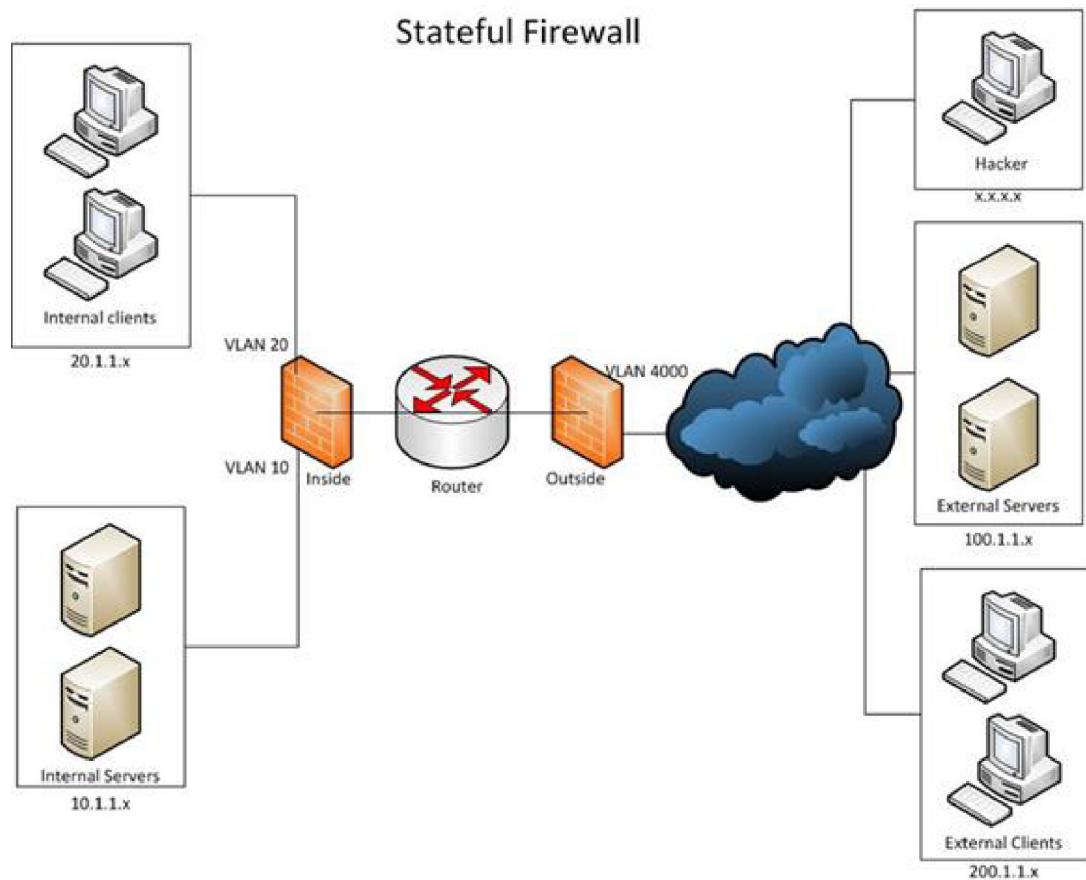 Stateful Firewall
Internal clients
20.1.1.x
VLAN 20
VLAN 10
Inside
Router
Outside
VLAN 4000
Internal Servers
10.1.1.x
Hacker
x.x.x.x
External Servers
100.1.1.x
External Clients
200.1.1.x